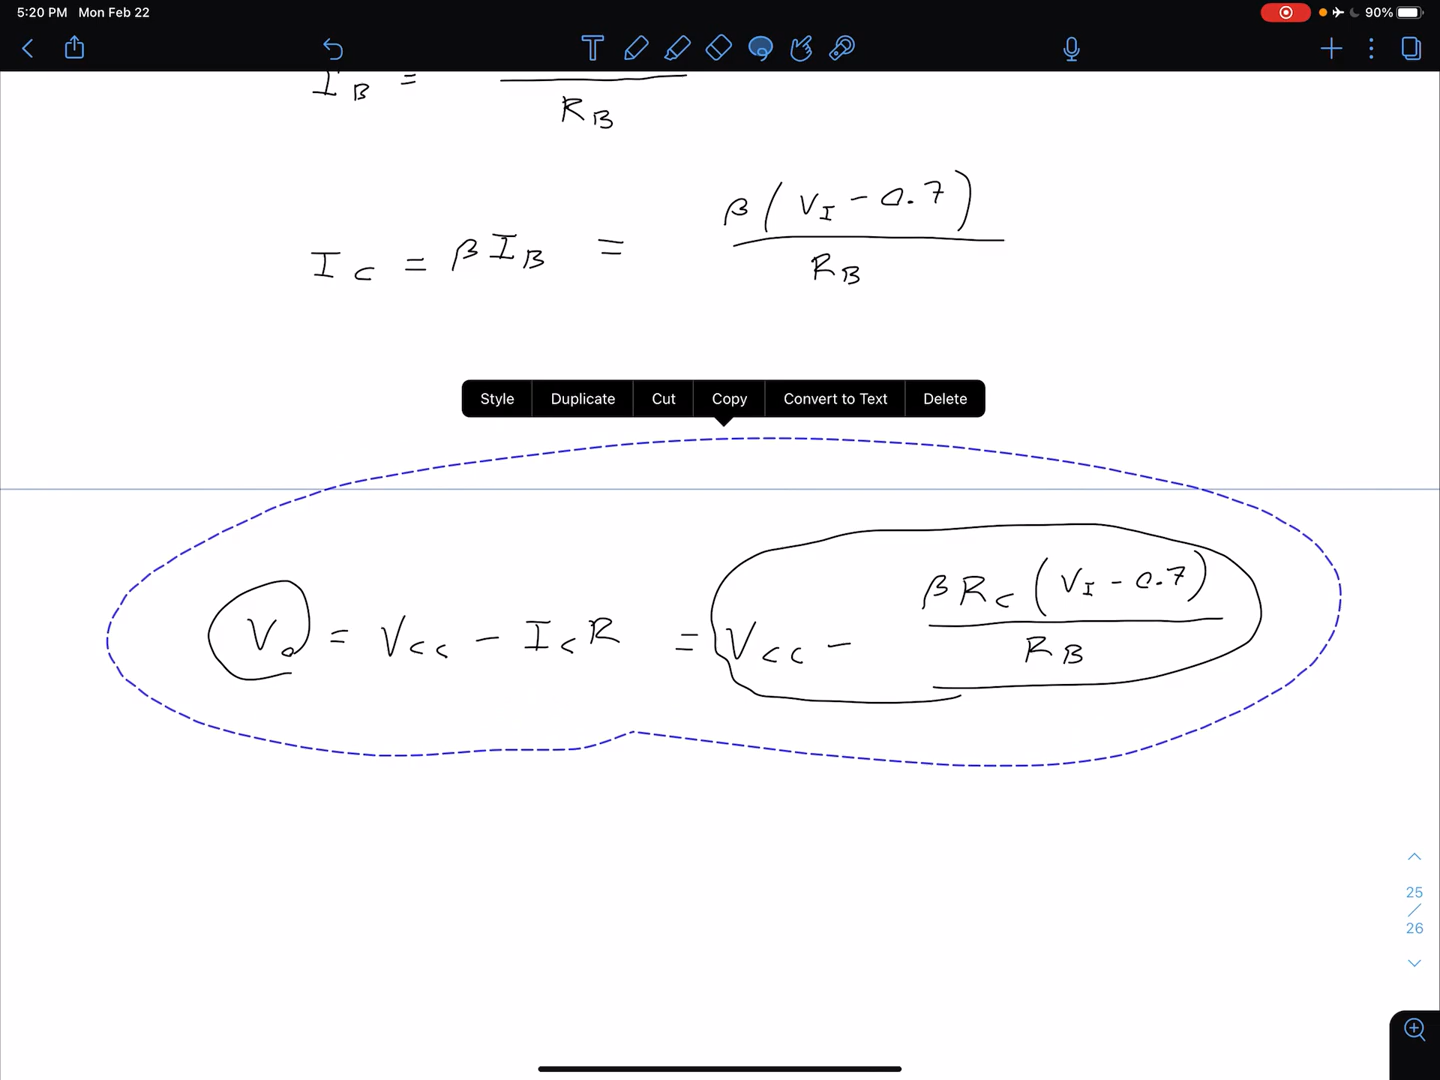 5:20 PM Mon Feb 22 90%
I_B =
R_B
I_C = βI_B = β(V_I - 0.7) / R_B
Style Duplicate Cut Copy Convert to Text Delete
V_o = V_CC - I_C R = V_CC - βR_C (V_I - 0.7) / R_B
25
/
26